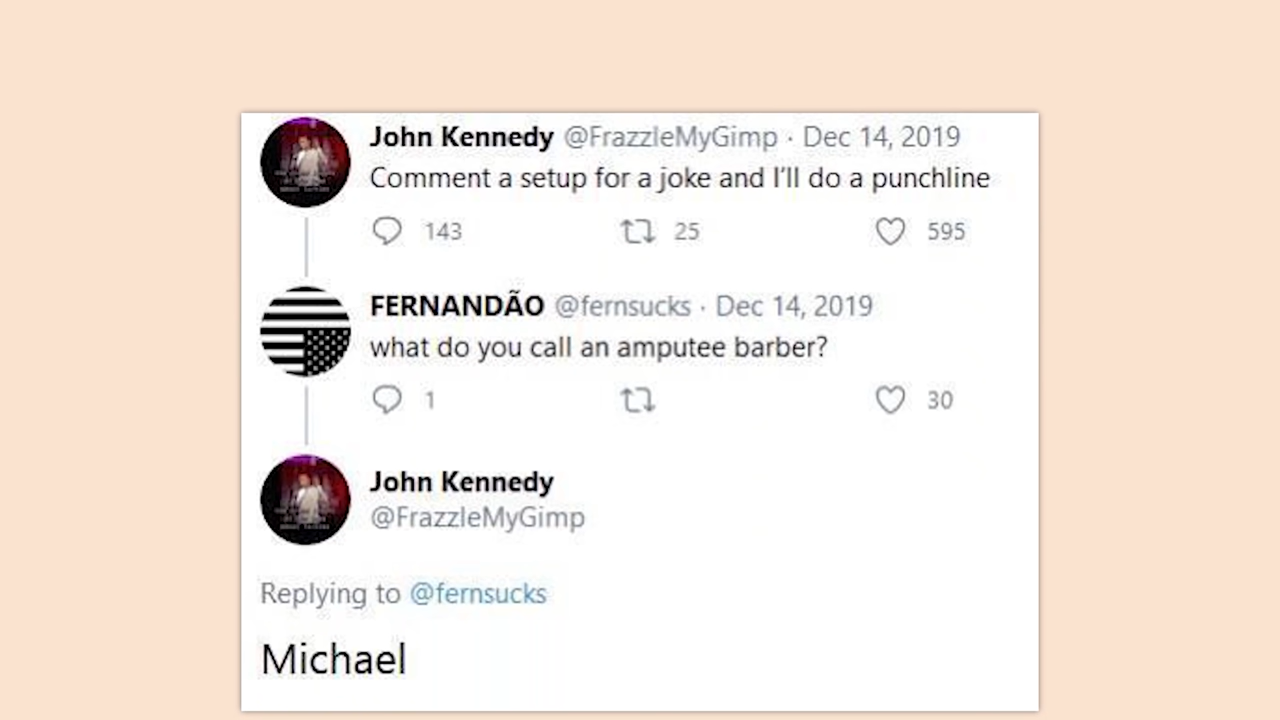 John Kennedy @FrazzleMyGimp · Dec 14, 2019
Comment a setup for a joke and I'll do a punchline
143 25 595
FERNANDÃO @fernsucks · Dec 14, 2019
what do you call an amputee barber?
1 30
John Kennedy
@FrazzleMyGimp
Replying to @fernsucks
Michael